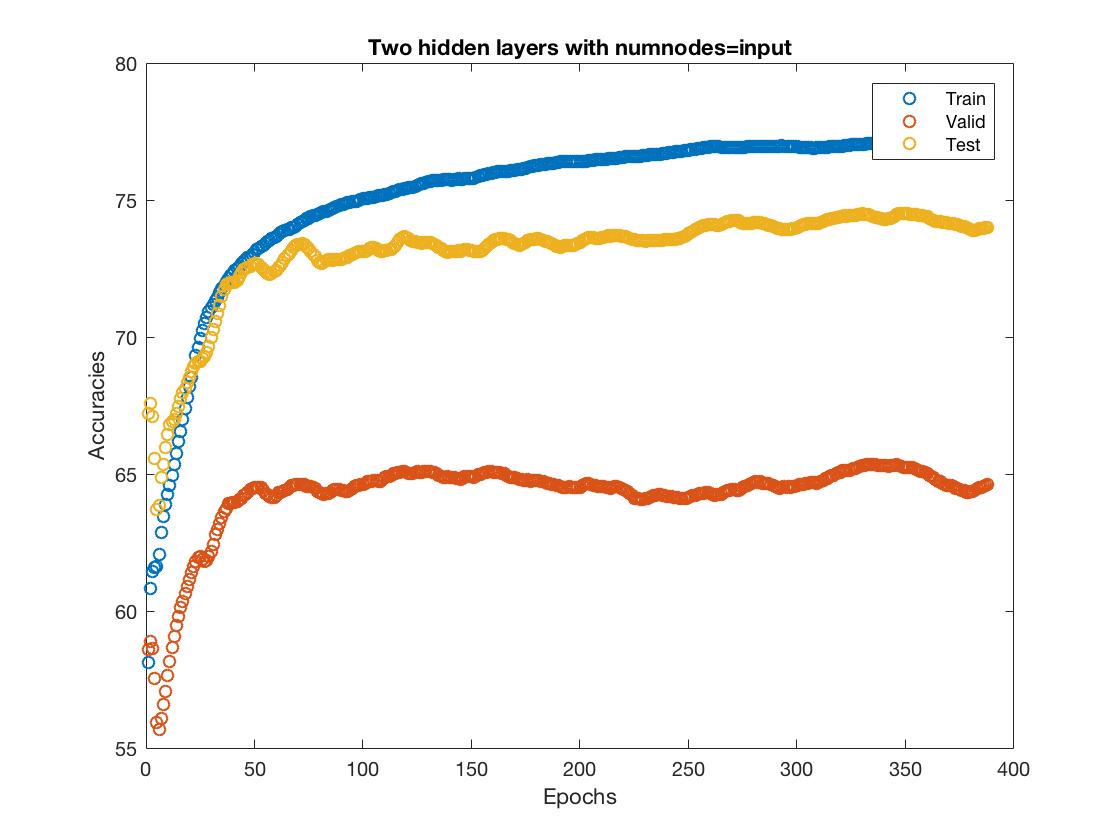 Two hidden layers with numnodes=input
80
75
70
65
60
55
Accuracies
Train
Valid
Test
0 50 100 150 200 250 300 350 400
Epochs